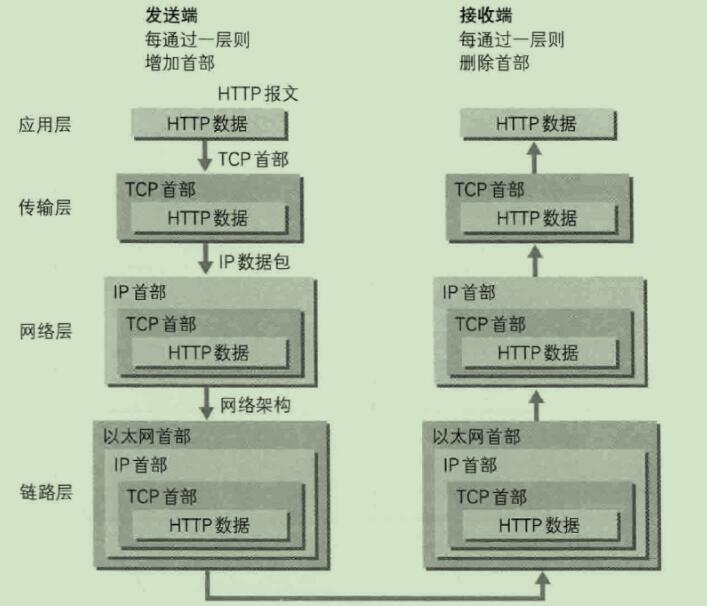 发送端
每通过一层则
增加首部
接收端
每通过一层则
删除首部
HTTP 报文
应用层
HTTP 数据
HTTP 数据
TCP 首部
传输层
TCP 首部
HTTP 数据
TCP 首部
HTTP 数据
IP 数据包
网络层
IP 首部
TCP 首部
HTTP 数据
IP 首部
TCP 首部
HTTP 数据
网络架构
链路层
以太网首部
IP 首部
TCP 首部
HTTP 数据
以太网首部
IP 首部
TCP 首部
HTTP 数据